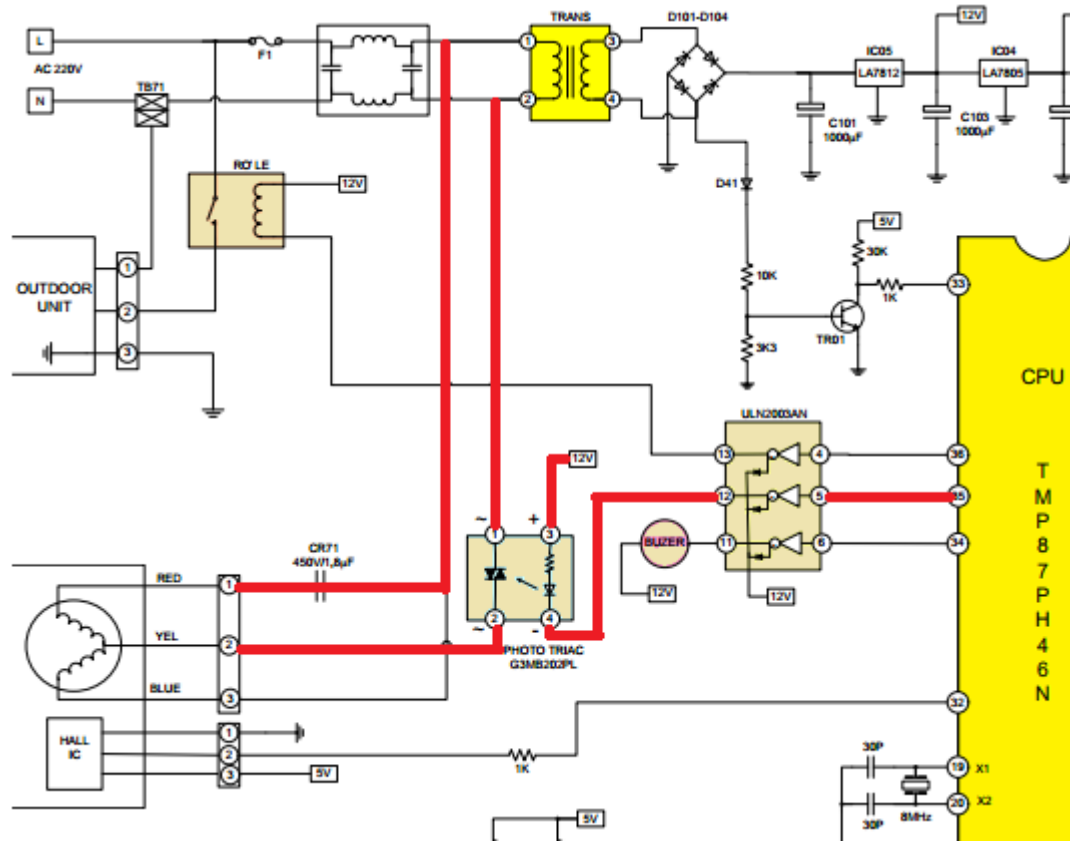 TRANS
D101-D104
12V
L
F1
1
3
IC05
IC04
AC 220V
LA7812
LA7805
N
TB71
2
4
C101
1000µF
C103
1000µF
RO'LE
12V
D41
5V
30K
OUTDOOR
UNIT
1
2
3
10K
1K
33
3K3
TR01
CPU
ULN2003AN
13
4
36
12V
12
5
35
T
M
P
8
7
P
H
4
6
N
~
1
+
3
BUZER
11
6
34
CR71
450V/1,8µF
12V
12V
RED
1
~
2
-
4
YEL
2
PHOTO TRIAC
G3MB202PL
BLUE
3
32
HALL
IC
1
2
3
1K
5V
30P
19
X1
20
X2
30P
8MHz
5V